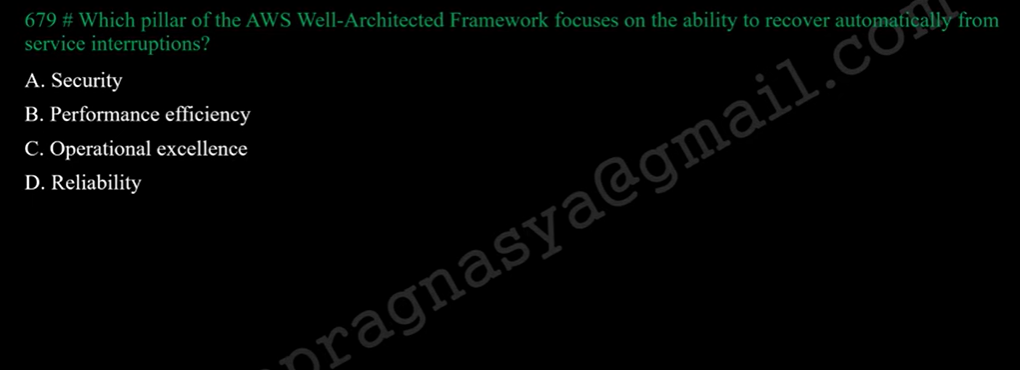 679 # Which pillar of the AWS Well-Architected Framework focuses on the ability to recover automatically from
service interruptions?
A. Security
B. Performance efficiency
C. Operational excellence
D. Reliability
pragnasya@gmail.com